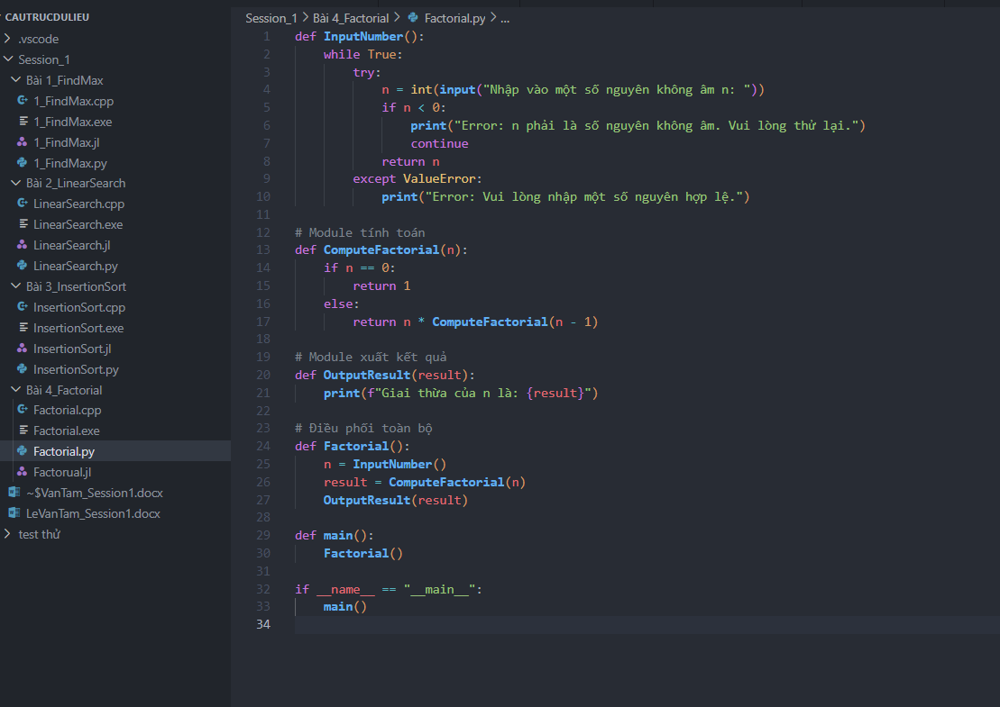 CAUTRUCDULIEU
.vscode
Session_1
Bài 1_FindMax
1_FindMax.cpp
1_FindMax.exe
1_FindMax.jl
1_FindMax.py
Bài 2_LinearSearch
LinearSearch.cpp
LinearSearch.exe
LinearSearch.jl
LinearSearch.py
Bài 3_InsertionSort
InsertionSort.cpp
InsertionSort.exe
InsertionSort.jl
InsertionSort.py
Bài 4_Factorial
Factorial.cpp
Factorial.exe
Factorial.py
Factorual.jl
~$VanTam_Session1.docx
LeVanTam_Session1.docx
test thử
Session_1 > Bài 4_Factorial > Factorial.py > ...
1 def InputNumber():
2     while True:
3         try:
4             n = int(input("Nhập vào một số nguyên không âm n: "))
5             if n < 0:
6                 print("Error: n phải là số nguyên không âm. Vui lòng thử lại.")
7                 continue
8             return n
9         except ValueError:
10             print("Error: Vui lòng nhập một số nguyên hợp lệ.")
11
12 # Module tính toán
13 def ComputeFactorial(n):
14     if n == 0:
15         return 1
16     else:
17         return n * ComputeFactorial(n - 1)
18
19 # Module xuất kết quả
20 def OutputResult(result):
21     print(f"Giai thừa của n là: {result}")
22
23 # Điều phối toàn bộ
24 def Factorial():
25     n = InputNumber()
26     result = ComputeFactorial(n)
27     OutputResult(result)
28
29 def main():
30     Factorial()
31
32 if __name__ == "__main__":
33     main()
34